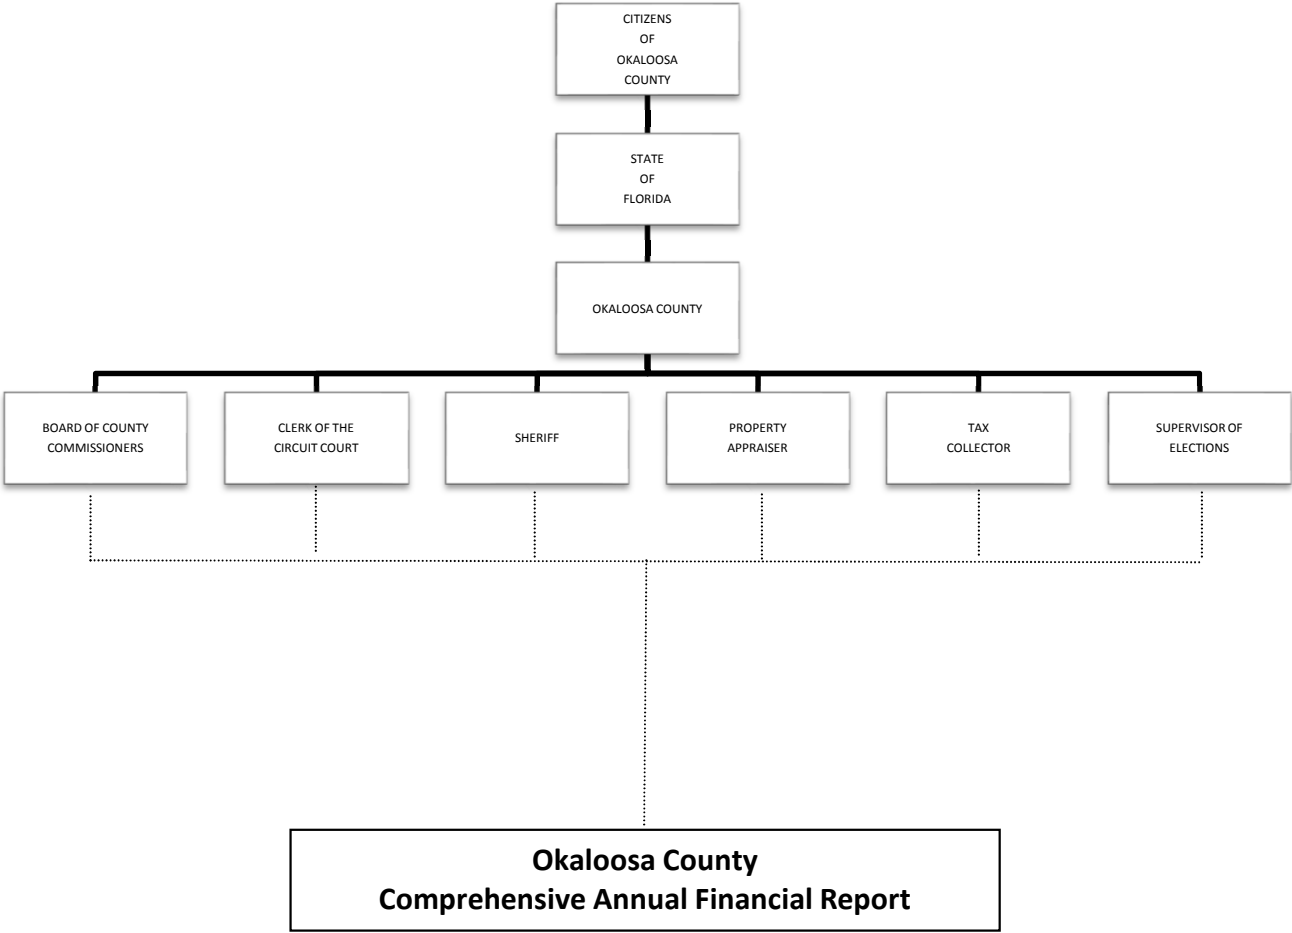 CITIZENS
OF
OKALOOSA
COUNTY
STATE
OF
FLORIDA
OKALOOSA COUNTY
BOARD OF COUNTY
COMMISSIONERS
CLERK OF THE
CIRCUIT COURT
SHERIFF
PROPERTY
APPRAISER
TAX
COLLECTOR
SUPERVISOR OF
ELECTIONS
Okaloosa County
Comprehensive Annual Financial Report